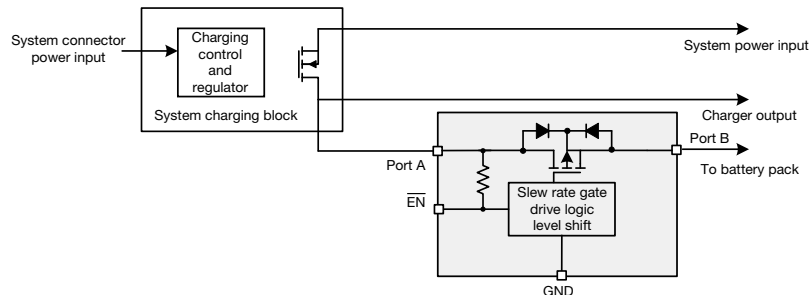 System connector
power input
Charging
control
and
regulator
System charging block
System power input
Charger output
Port A
Port B
To battery pack
EN
Slew rate gate
drive logic
level shift
GND